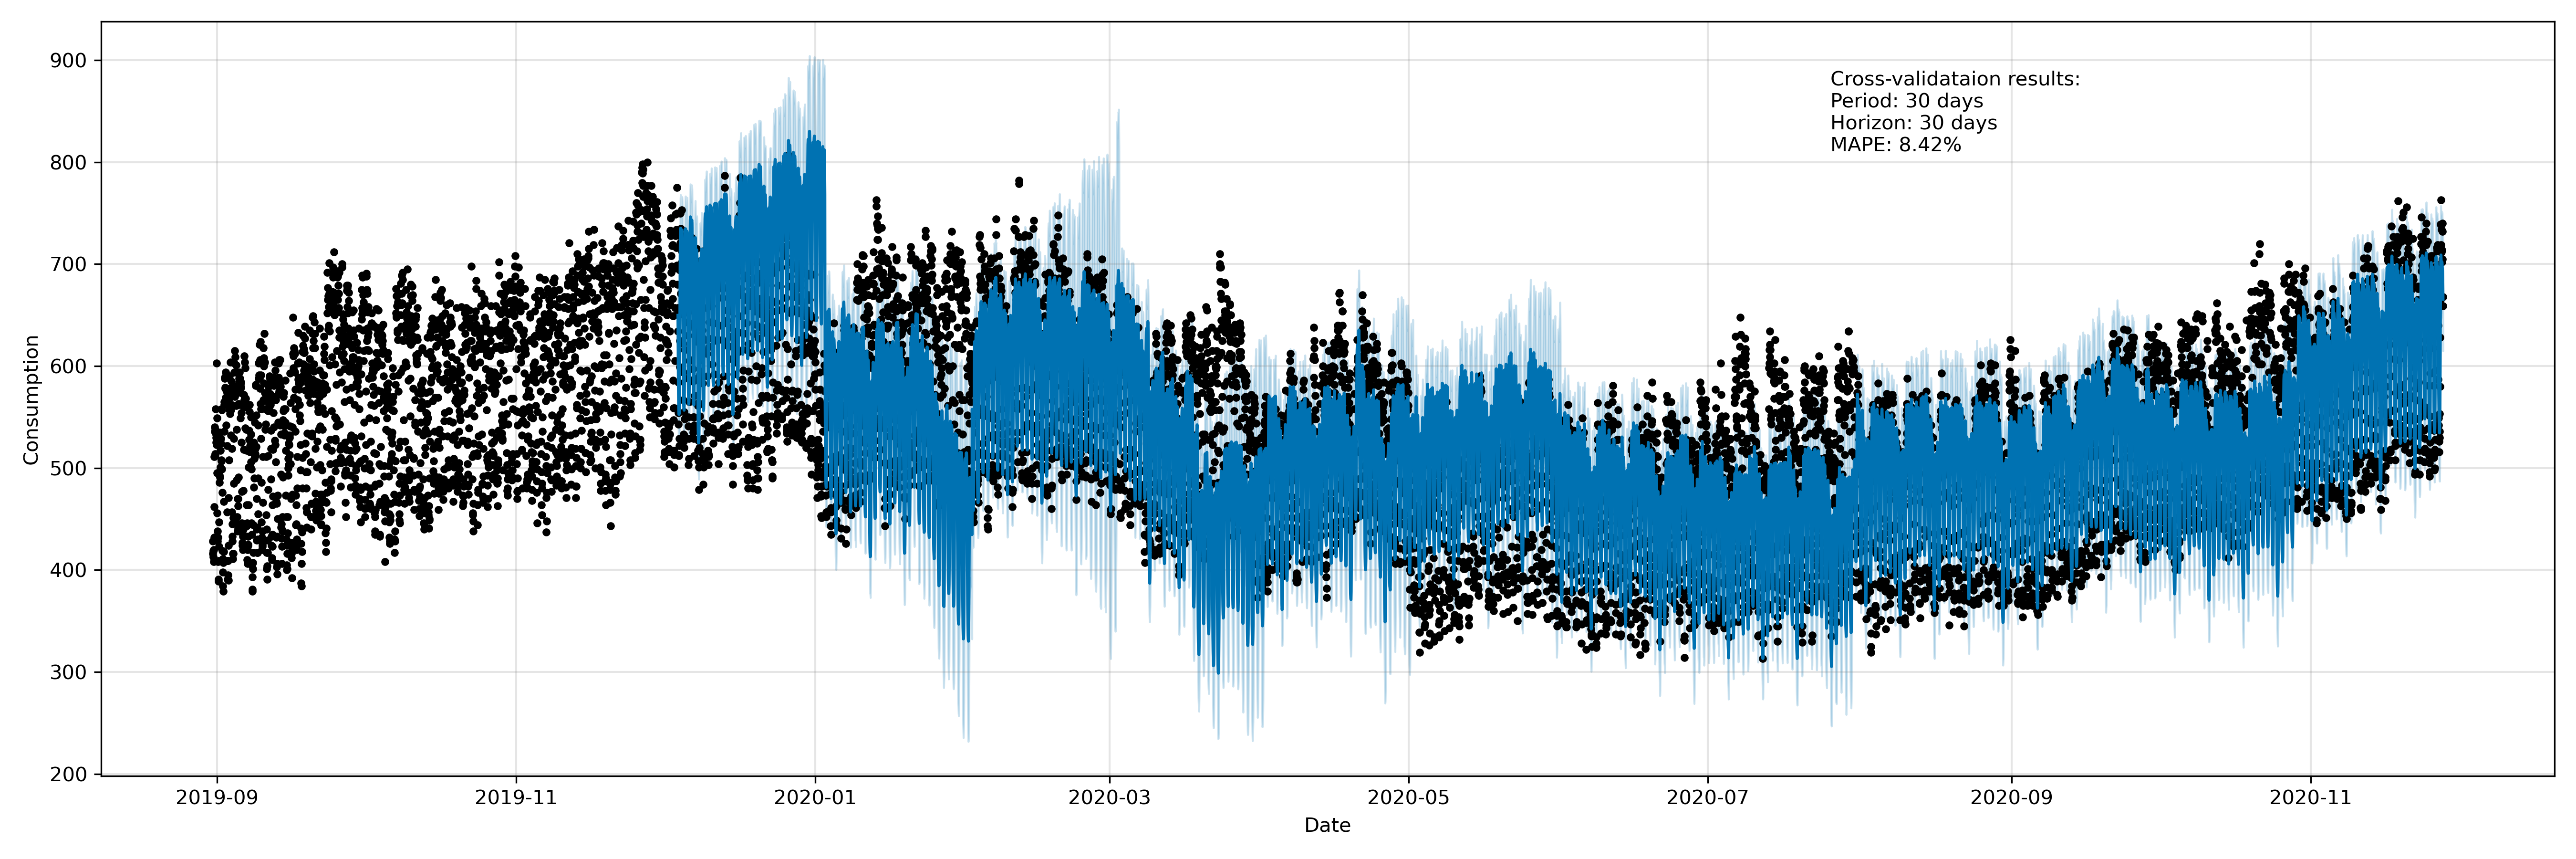 900
800
700
600
500
400
300
200
Consumption
Cross-validataion results:
Period: 30 days
Horizon: 30 days
MAPE: 8.42%
2019-09 2019-11 2020-01 2020-03 2020-05 2020-07 2020-09 2020-11
Date